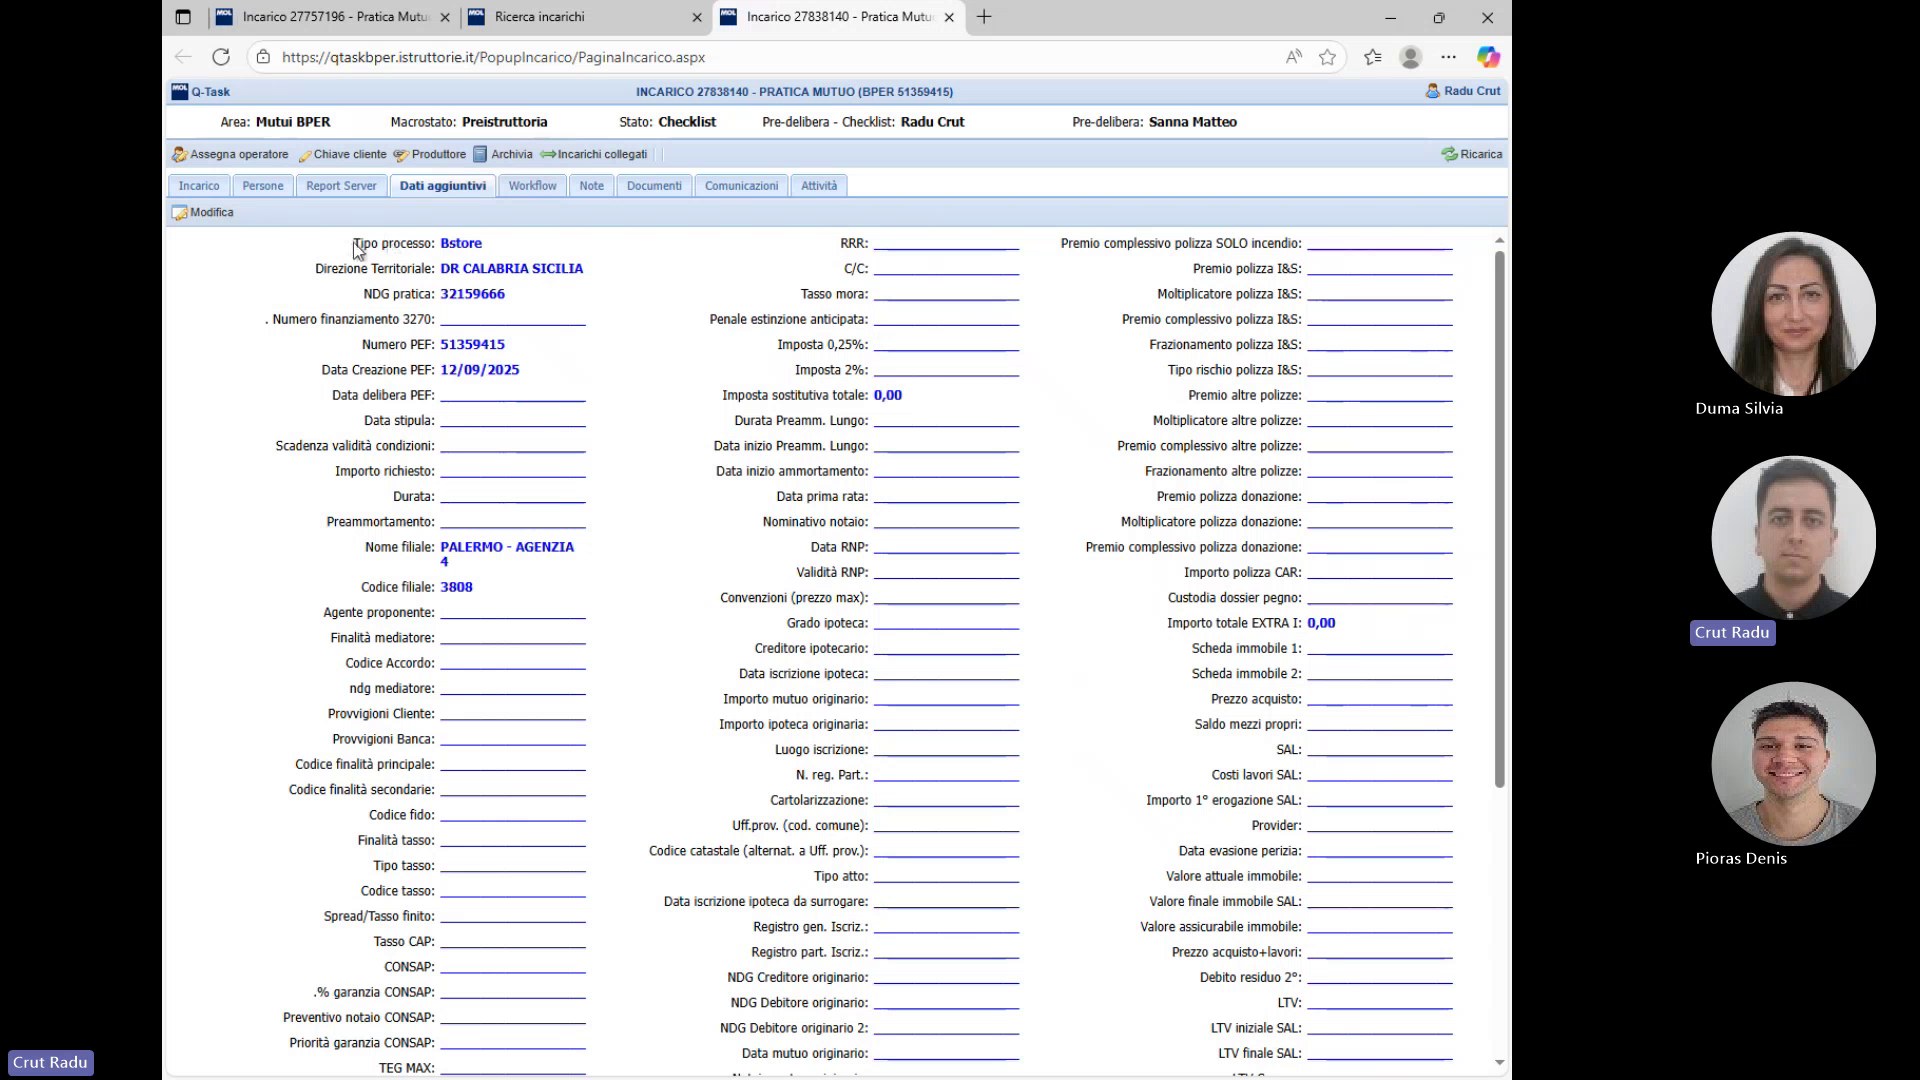 Incarico 27757196 - Pratica Mutu
Ricerca incarichi
Incarico 27838140 - Pratica Mutu
https://qtaskbper.istruttorie.it/PopupIncarico/PaginaIncarico.aspx
MOL Q-Task
INCARICO 27838140 - PRATICA MUTUO (BPER 51359415)
Radu Crut
Area: Mutui BPER
Macrostato: Preistruttoria
Stato: Checklist
Pre-delibera - Checklist: Radu Crut
Pre-delibera: Sanna Matteo
Assegna operatore
Chiave cliente
Produttore
Archivia
Incarichi collegati
Ricarica
Incarico
Persone
Report Server
Dati aggiuntivi
Workflow
Note
Documenti
Comunicazioni
Attività
Modifica
Tipo processo: Bstore
Direzione Territoriale: DR CALABRIA SICILIA
NDG pratica: 32159666
. Numero finanziamento 3270:
Numero PEF: 51359415
Data Creazione PEF: 12/09/2025
Data delibera PEF:
Data stipula:
Scadenza validità condizioni:
Importo richiesto:
Durata:
Preammortamento:
Nome filiale: PALERMO - AGENZIA
4
Codice filiale: 3808
Agente proponente:
Finalità mediatore:
Codice Accordo:
ndg mediatore:
Provvigioni Cliente:
Provvigioni Banca:
Codice finalità principale:
Codice finalità secondarie:
Codice fido:
Finalità tasso:
Tipo tasso:
Codice tasso:
Spread/Tasso finito:
Tasso CAP:
CONSAP:
.% garanzia CONSAP:
Preventivo notaio CONSAP:
Priorità garanzia CONSAP:
TEG MAX:
RRR:
C/C:
Tasso mora:
Penale estinzione anticipata:
Imposta 0,25%:
Imposta 2%:
Imposta sostitutiva totale: 0,00
Durata Preamm. Lungo:
Data inizio Preamm. Lungo:
Data inizio ammortamento:
Data prima rata:
Nominativo notaio:
Data RNP:
Validità RNP:
Convenzioni (prezzo max):
Grado ipoteca:
Creditore ipotecario:
Data iscrizione ipoteca:
Importo mutuo originario:
Importo ipoteca originaria:
Luogo iscrizione:
N. reg. Part.:
Cartolarizzazione:
Uff.prov. (cod. comune):
Codice catastale (alternat. a Uff. prov.):
Tipo atto:
Data iscrizione ipoteca da surrogare:
Registro gen. Iscriz.:
Registro part. Iscriz.:
NDG Creditore originario:
NDG Debitore originario:
NDG Debitore originario 2:
Data mutuo originario:
Premio complessivo polizza SOLO incendio:
Premio polizza I&S:
Moltiplicatore polizza I&S:
Premio complessivo polizza I&S:
Frazionamento polizza I&S:
Tipo rischio polizza I&S:
Premio altre polizze:
Moltiplicatore altre polizze:
Premio complessivo altre polizze:
Frazionamento altre polizze:
Premio polizza donazione:
Moltiplicatore polizza donazione:
Premio complessivo polizza donazione:
Importo polizza CAR:
Custodia dossier pegno:
Importo totale EXTRA I: 0,00
Scheda immobile 1:
Scheda immobile 2:
Prezzo acquisto:
Saldo mezzi propri:
SAL:
Costi lavori SAL:
Importo 1° erogazione SAL:
Provider:
Data evasione perizia:
Valore attuale immobile:
Valore finale immobile SAL:
Valore assicurabile immobile:
Prezzo acquisto+lavori:
Debito residuo 2°:
LTV:
LTV iniziale SAL:
LTV finale SAL:
Duma Silvia
Crut Radu
Pioras Denis
Crut Radu